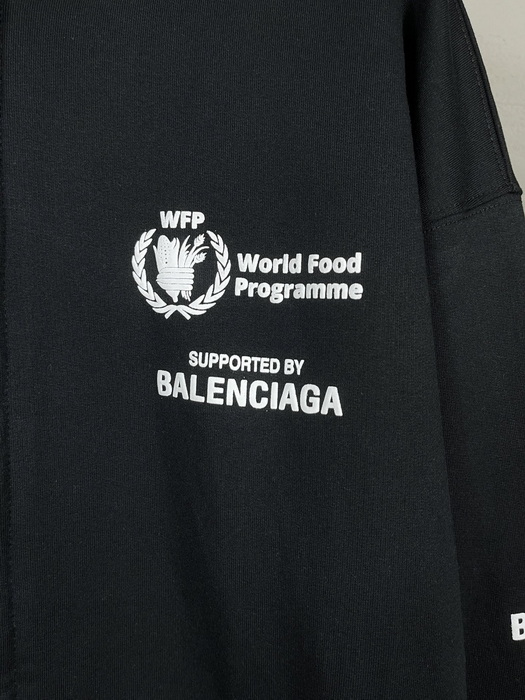 WFP
World Food
Programme
SUPPORTED BY
BALENCIAGA
B